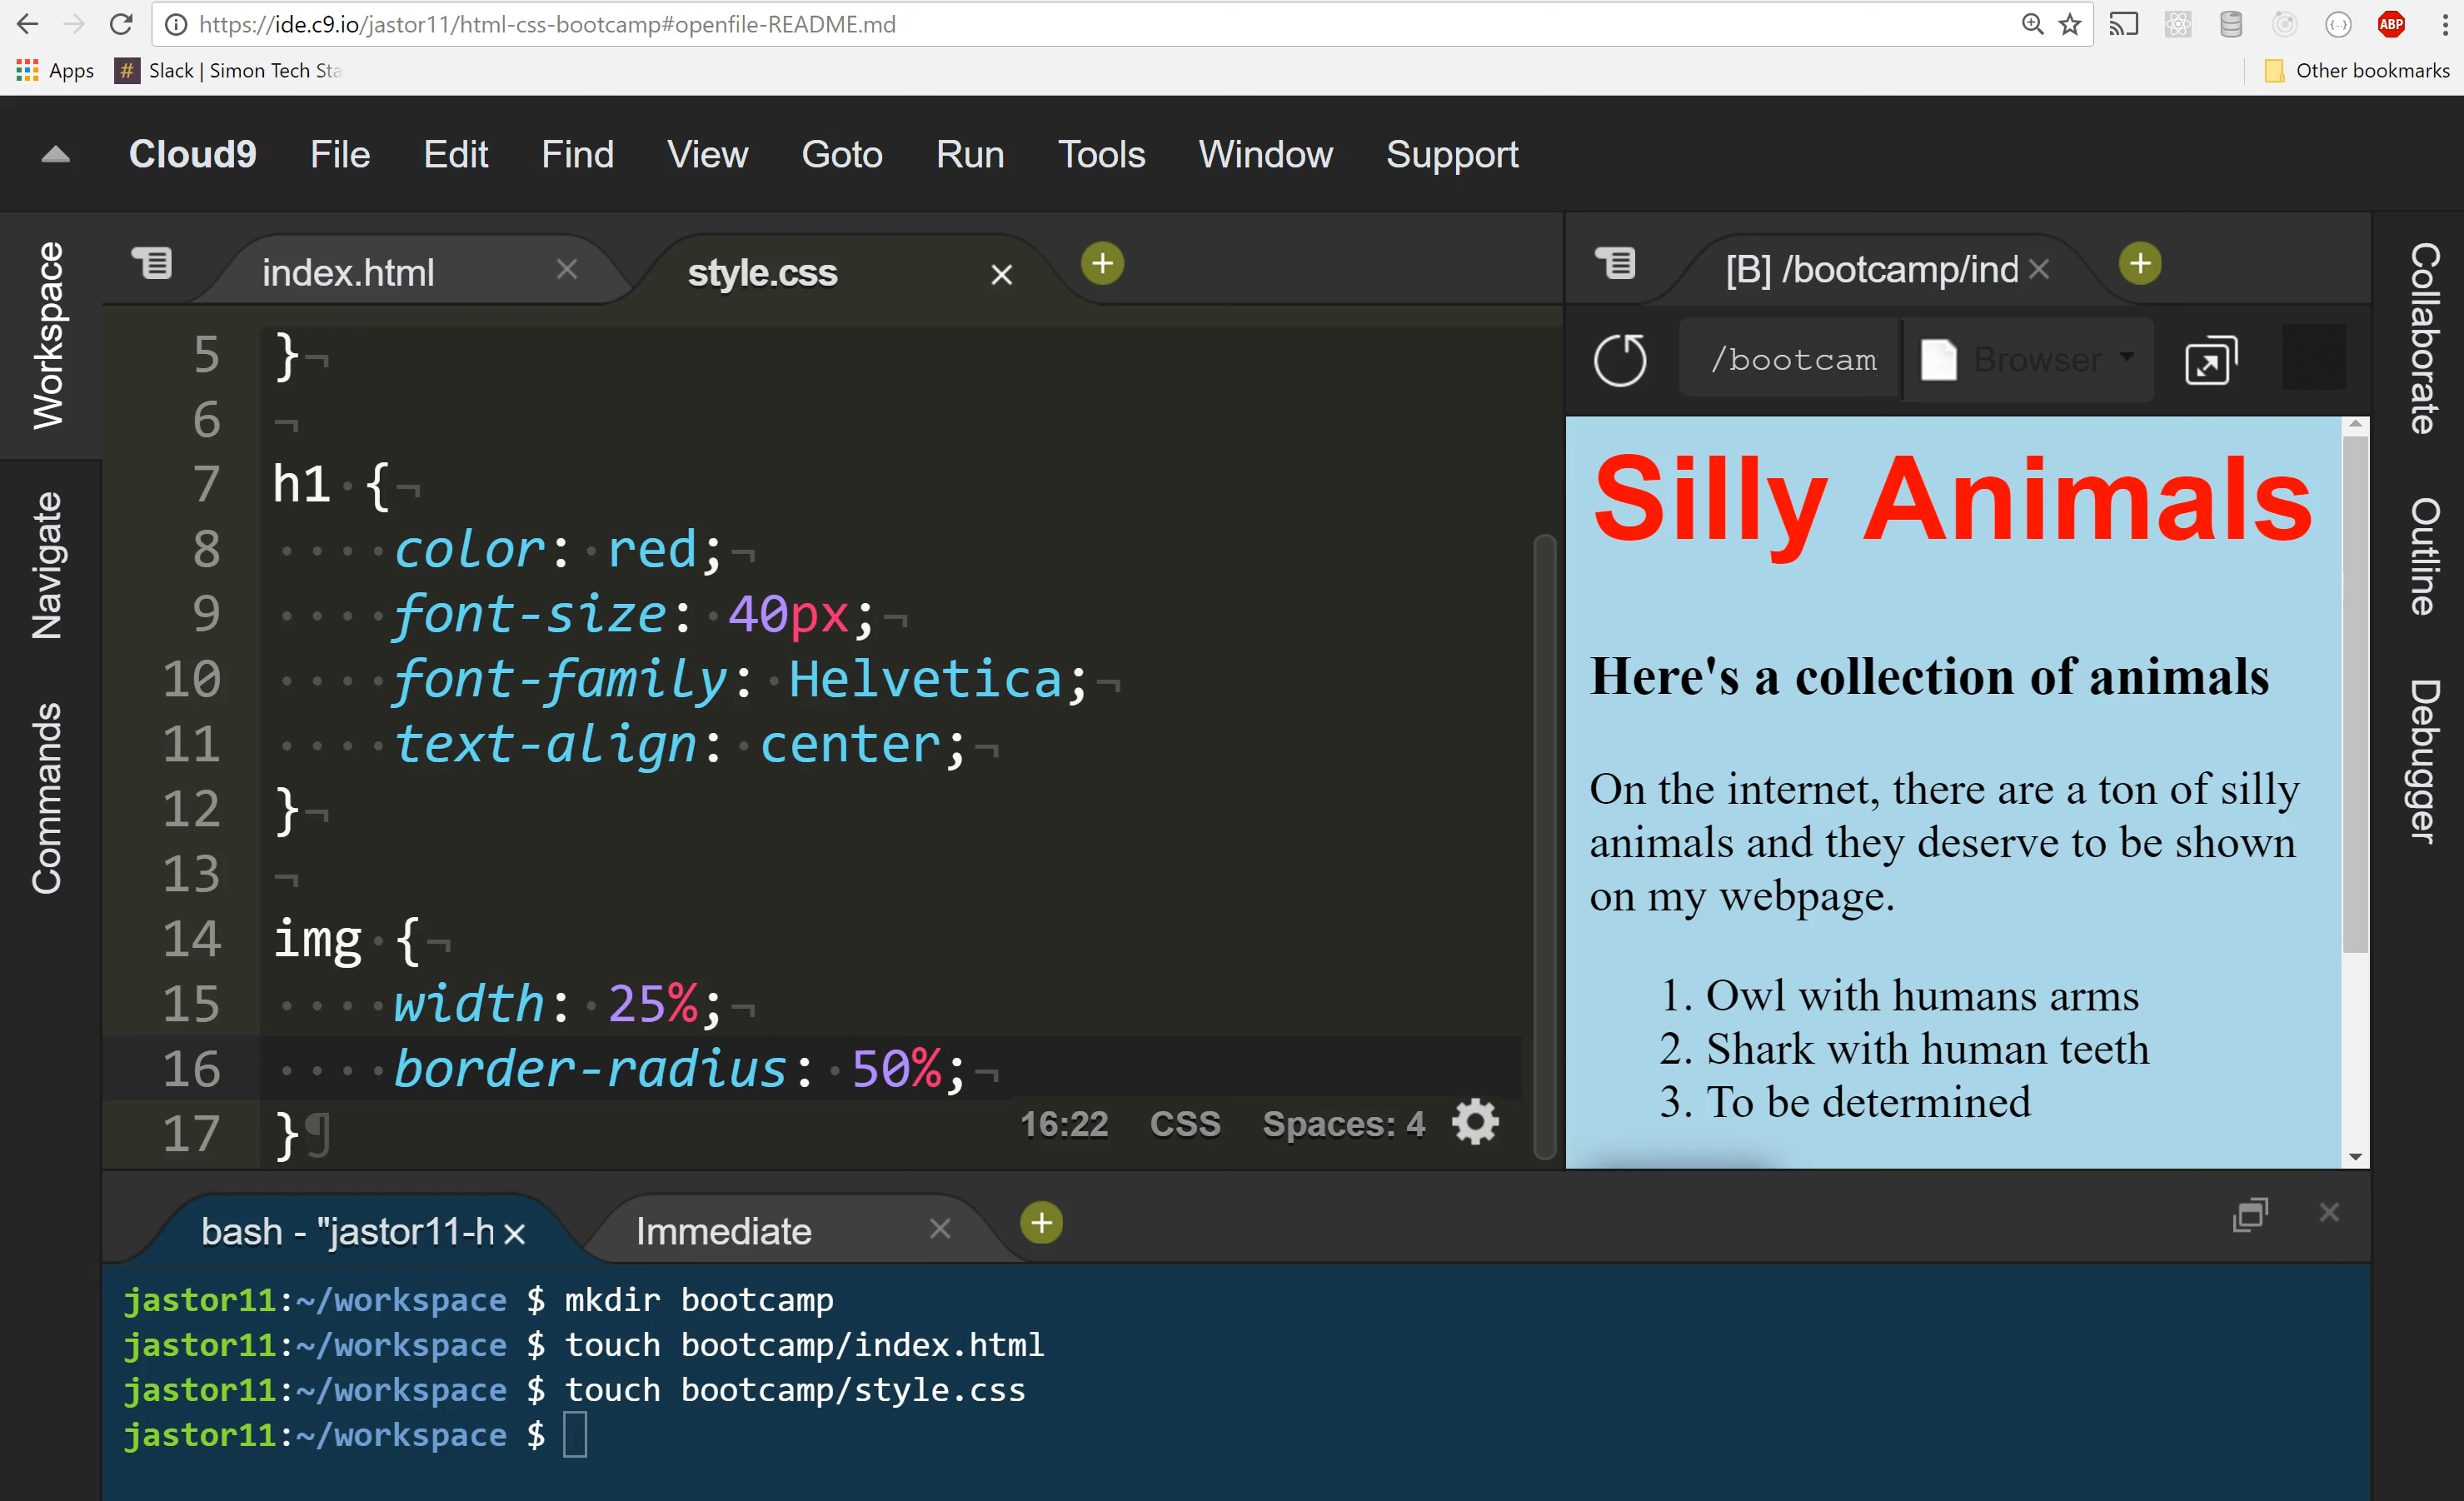 https://ide.c9.io/jastor11/html-css-bootcamp#openfile-README.md
ABP
Apps
# Slack | Simon Tech Sta
Other bookmarks
Cloud9 File Edit Find View Goto Run Tools Window Support
Workspace
Navigate
Commands
index.html
style.css
5 }
6
7 h1 {
8 color: red;
9 font-size: 40px;
10 font-family: Helvetica;
11 text-align: center;
12 }
13
14 img {
15 width: 25%;
16 border-radius: 50%;
17 }
16:22 CSS Spaces: 4
[B] /bootcamp/ind
/bootcam Browser
Silly Animals
Here's a collection of animals
On the internet, there are a ton of silly
animals and they deserve to be shown
on my webpage.
1. Owl with humans arms
2. Shark with human teeth
3. To be determined
Collaborate
Outline
Debugger
bash - "jastor11-h
Immediate
jastor11:~/workspace $ mkdir bootcamp
jastor11:~/workspace $ touch bootcamp/index.html
jastor11:~/workspace $ touch bootcamp/style.css
jastor11:~/workspace $